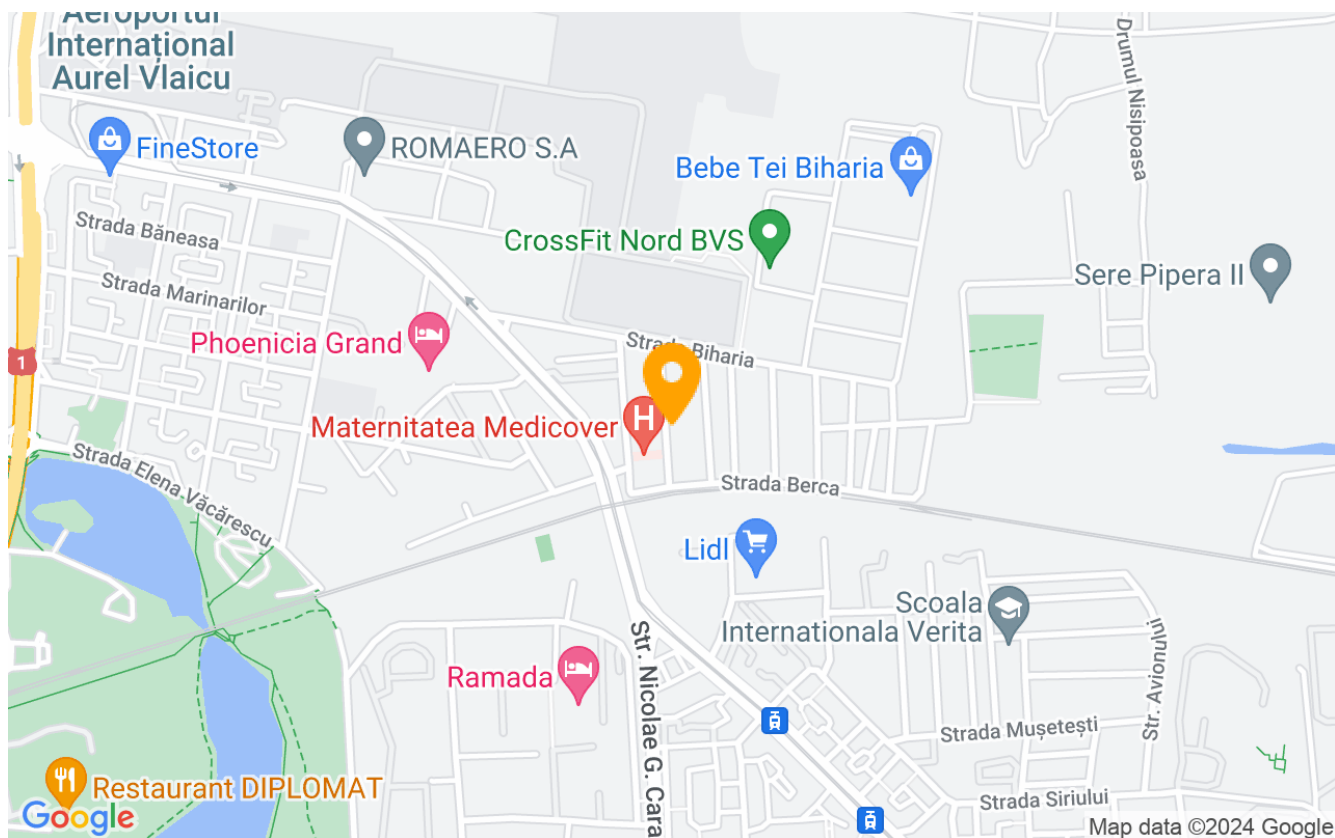 Aeroportul
Internațional
Aurel Vlaicu
Drumul Nisipoasa
FineStore
ROMAERO S.A
Bebe Tei Biharia
Strada Băneasa
CrossFit Nord BVS
Sere Pipera II
Strada Marinarilor
Phoenicia Grand
Strada Biharia
1
H
Maternitatea Medicover
Strada Elena Văcărescu
Strada Berca
Lidl
Scoala
Internationala Verita
Str. Nicolae G. Cara
Ramada
Str. Avionului
Strada Mușetești
Restaurant DIPLOMAT
Strada Siriului
Google
Map data ©2024 Google